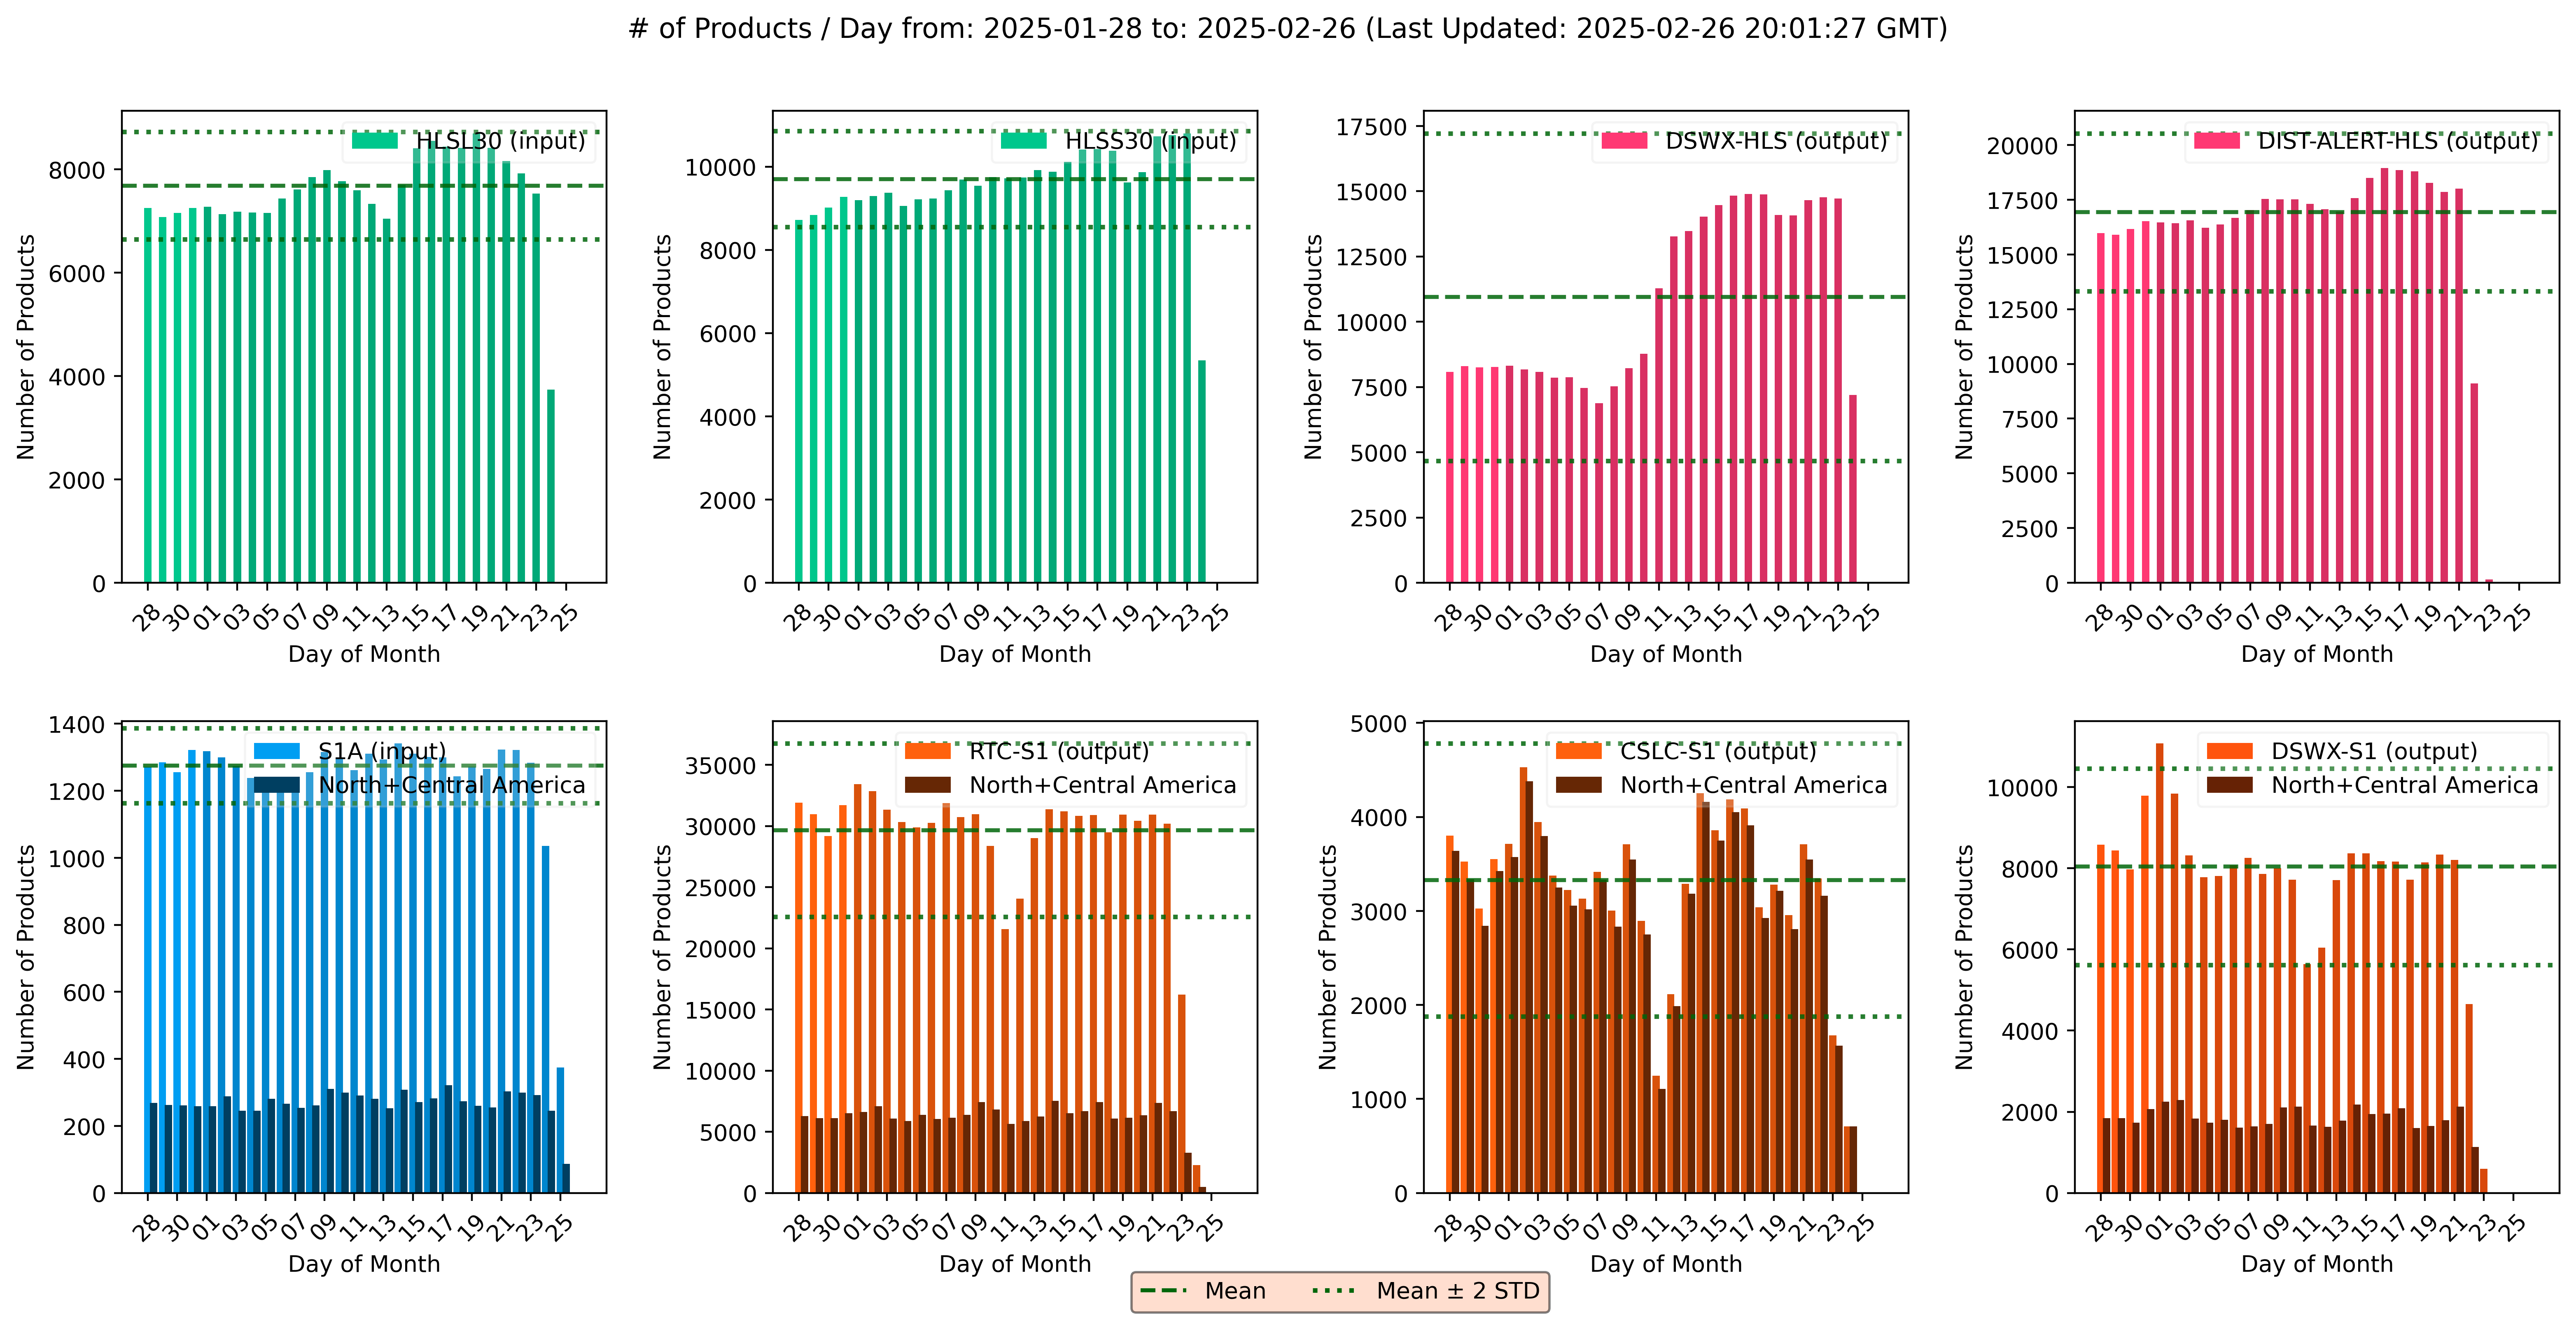 # of Products / Day from: 2025-01-28 to: 2025-02-26 (Last Updated: 2025-02-26 20:01:27 GMT)
HLSL30 (input)
Number of Products
8000
6000
4000
2000
0
28 30 01 03 05 07 09 11 13 15 17 19 21 23 25
Day of Month
HLSS30 (input)
Number of Products
10000
8000
6000
4000
2000
0
28 30 01 03 05 07 09 11 13 15 17 19 21 23 25
Day of Month
DSWX-HLS (output)
Number of Products
17500
15000
12500
10000
7500
5000
2500
0
28 30 01 03 05 07 09 11 13 15 17 19 21 23 25
Day of Month
DIST-ALERT-HLS (output)
Number of Products
20000
17500
15000
12500
10000
7500
5000
2500
0
28 30 01 03 05 07 09 11 13 15 17 19 21 23 25
Day of Month
S1A (input)
North+Central America
Number of Products
1400
1200
1000
800
600
400
200
0
28 30 01 03 05 07 09 11 13 15 17 19 21 23 25
Day of Month
RTC-S1 (output)
North+Central America
Number of Products
35000
30000
25000
20000
15000
10000
5000
0
28 30 01 03 05 07 09 11 13 15 17 19 21 23 25
Day of Month
CSLC-S1 (output)
North+Central America
Number of Products
5000
4000
3000
2000
1000
0
28 30 01 03 05 07 09 11 13 15 17 19 21 23 25
Day of Month
DSWX-S1 (output)
North+Central America
Number of Products
10000
8000
6000
4000
2000
0
28 30 01 03 05 07 09 11 13 15 17 19 21 23 25
Day of Month
Mean
Mean ± 2 STD